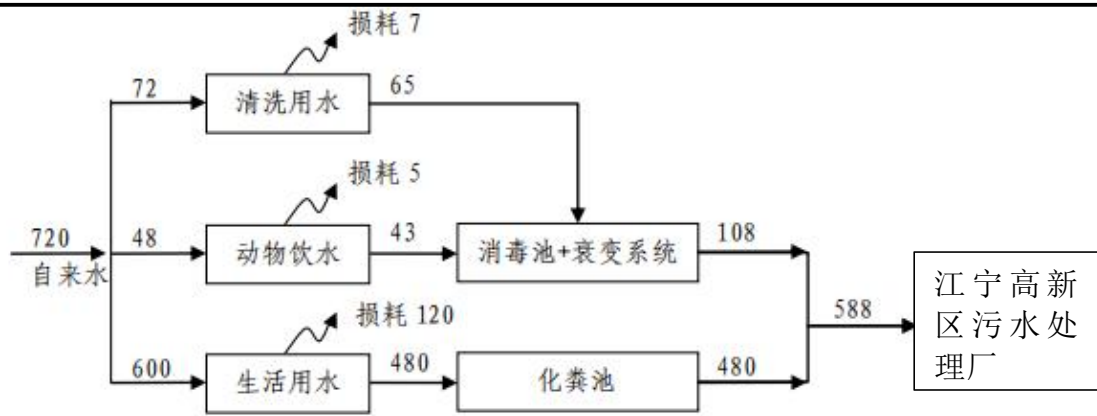 损耗 7
72
清洗用水
65
损耗 5
720
自来水
48
动物饮水
43
消毒池+衰变系统
108
588
江宁高新
区污水处
理厂
损耗 120
600
生活用水
480
化粪池
480